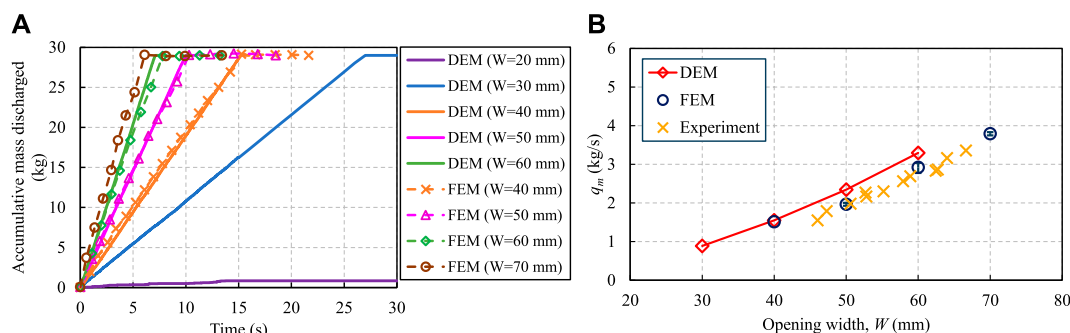 A
Accumulative mass discharged
(kg)
30
25
20
15
10
5
0
0 5 10 15 20 25 30
Time (s)
DEM (W=20 mm)
DEM (W=30 mm)
DEM (W=40 mm)
DEM (W=50 mm)
DEM (W=60 mm)
FEM (W=40 mm)
FEM (W=50 mm)
FEM (W=60 mm)
FEM (W=70 mm)
B
qm (kg/s)
6
5
4
3
2
1
0
20 30 40 50 60 70 80
Opening width, W (mm)
DEM
FEM
Experiment